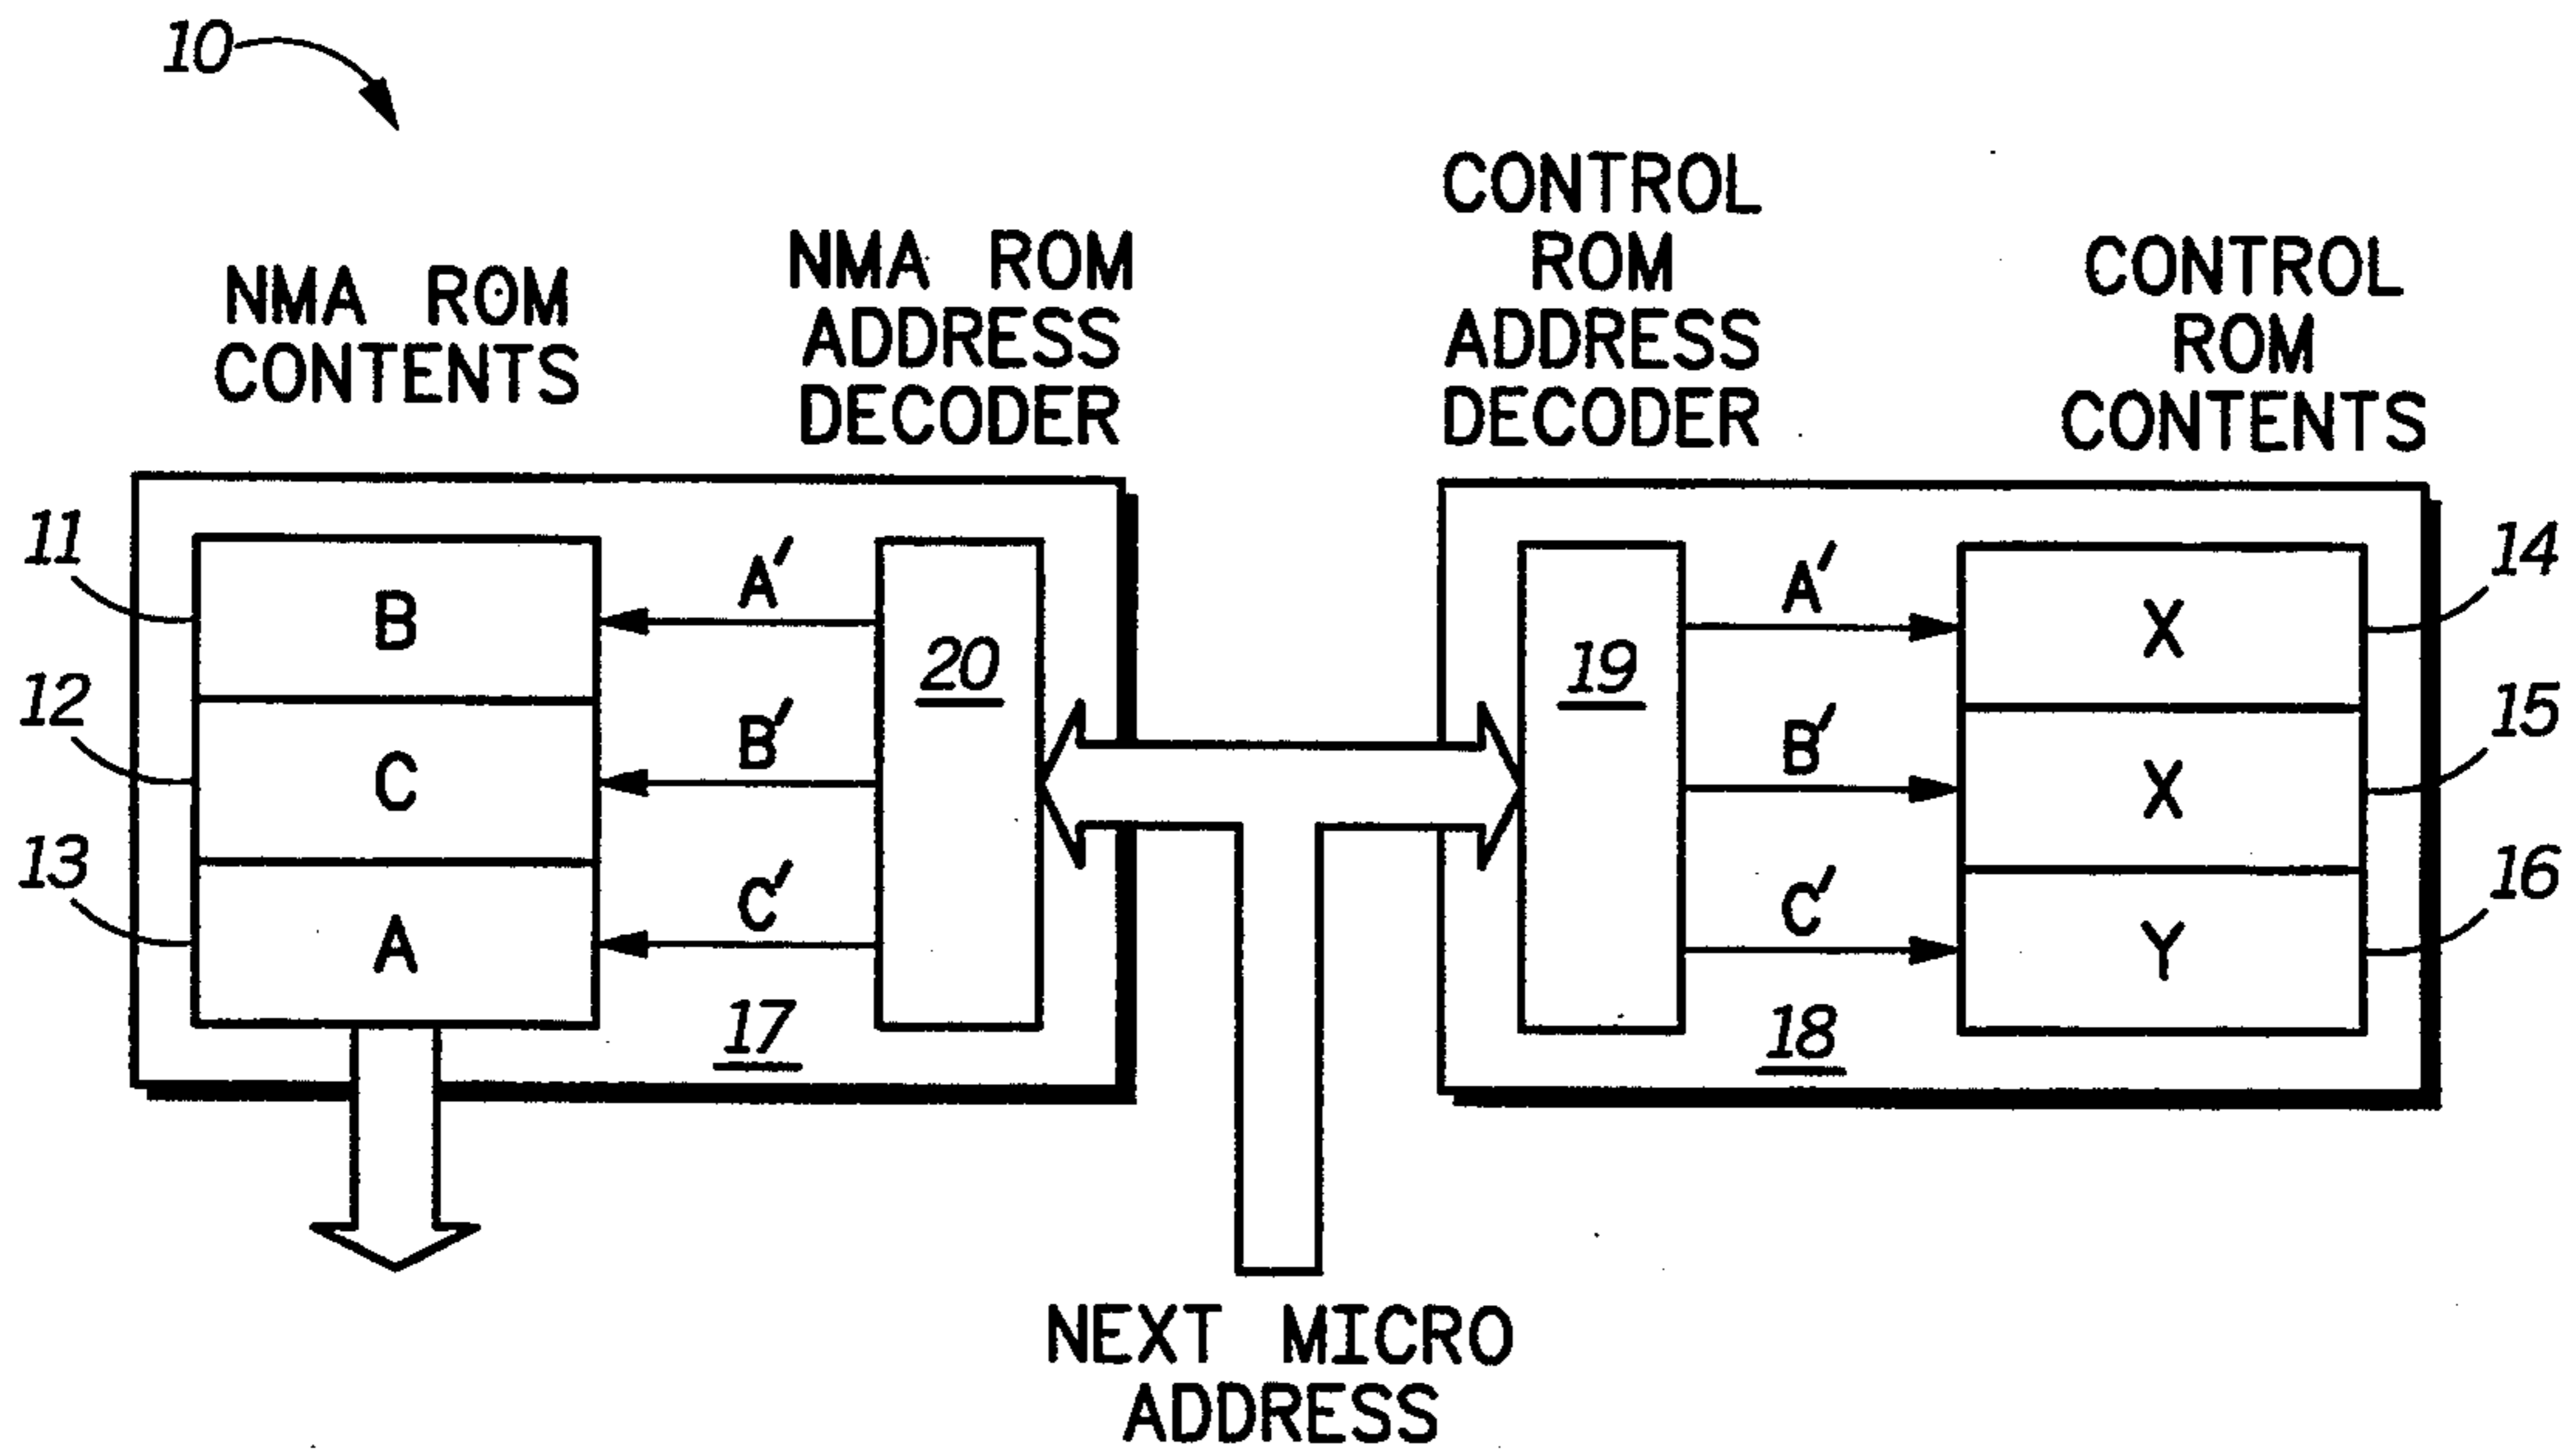 10
NMA ROM
CONTENTS
NMA ROM
ADDRESS
DECODER
CONTROL
ROM
ADDRESS
DECODER
CONTROL
ROM
CONTENTS
11
12
13
B
C
A
A′
B′
C′
20
17
19
A′
B′
C′
18
X
X
Y
14
15
16
NEXT MICRO
ADDRESS